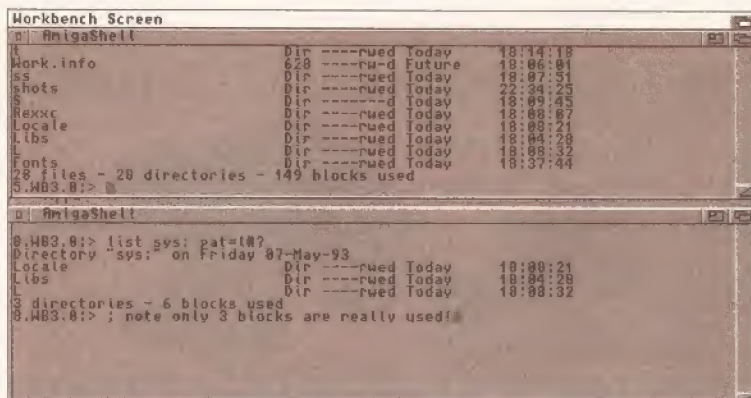 Workbench Screen
AmigaShell
t Dir ----rwed Today 18:14:18
Work.info 628 ----rw-d Future 18:06:01
ss Dir ----rwed Today 18:07:51
shots Dir ----rwed Today 22:34:25
S Dir -------d Today 18:09:45
Rexxc Dir ----rwed Today 18:08:07
Locale Dir ----rwed Today 18:08:21
Libs Dir ----rwed Today 18:04:28
L Dir ----rwed Today 18:08:32
Fonts Dir ----rwed Today 18:37:44
28 files - 28 directories - 149 blocks used
5.WB3.0:>
AmigaShell
8.WB3.0:> list sys: pat=l#?
Directory "sys:" on Friday 07-May-93
Locale Dir ----rwed Today 18:08:21
Libs Dir ----rwed Today 18:04:28
L Dir ----rwed Today 18:08:32
3 directories - 6 blocks used
8.WB3.0:> ; note only 3 blocks are really used!